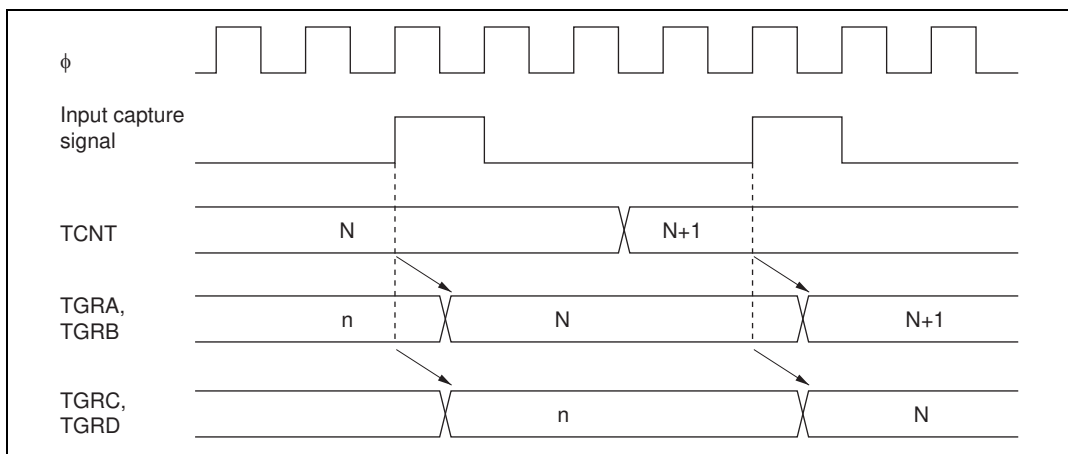 ϕ
Input capture
signal
TCNT
N
N+1
TGRA,
TGRB
n
N
N+1
TGRC,
TGRD
n
N